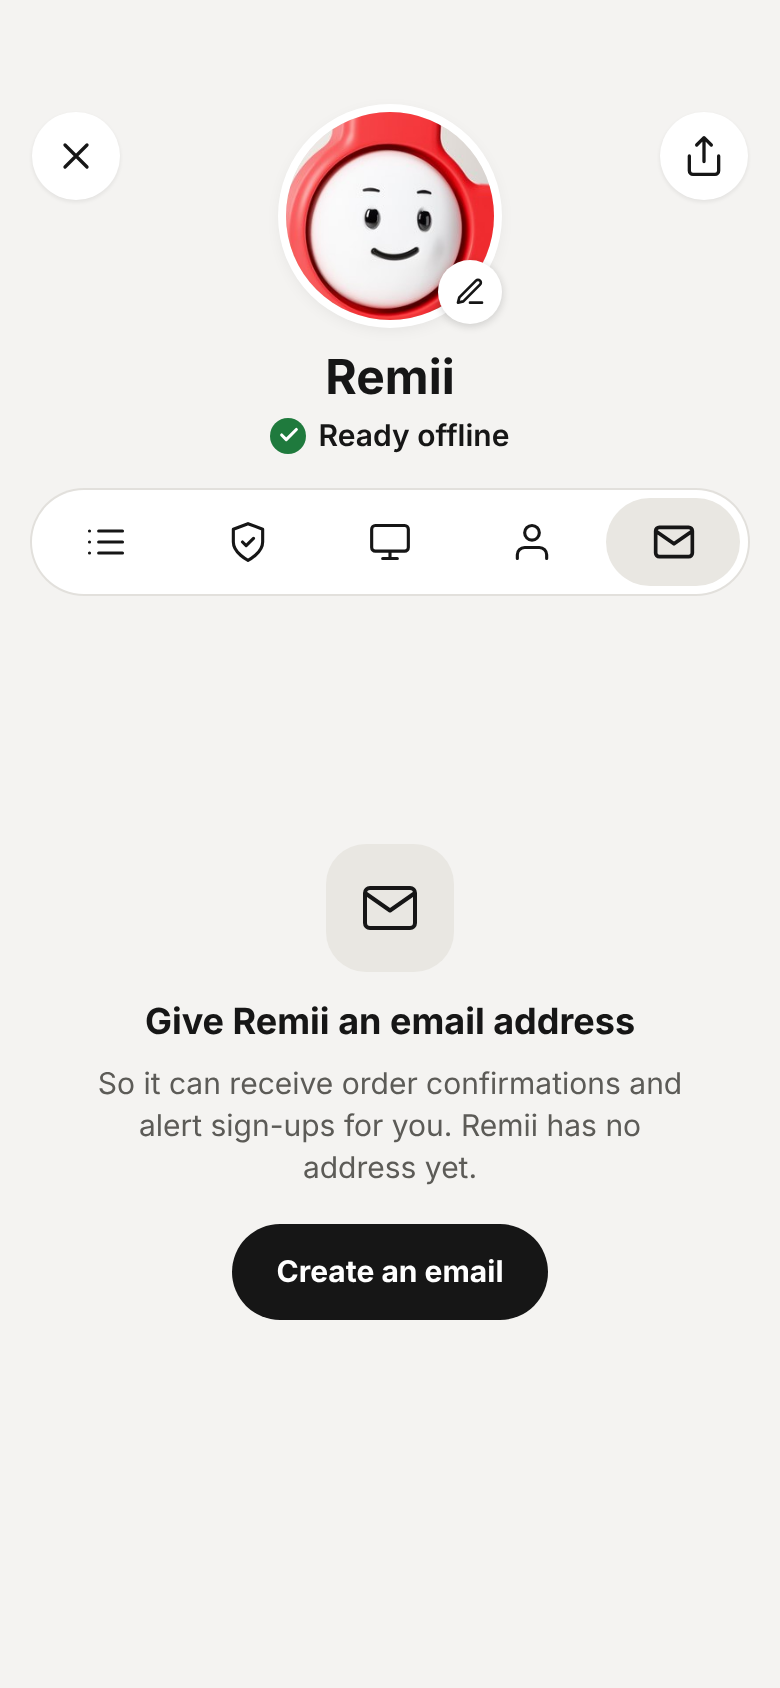 Remii
Ready offline
Give Remii an email address
So it can receive order confirmations and
alert sign-ups for you. Remii has no
address yet.
Create an email